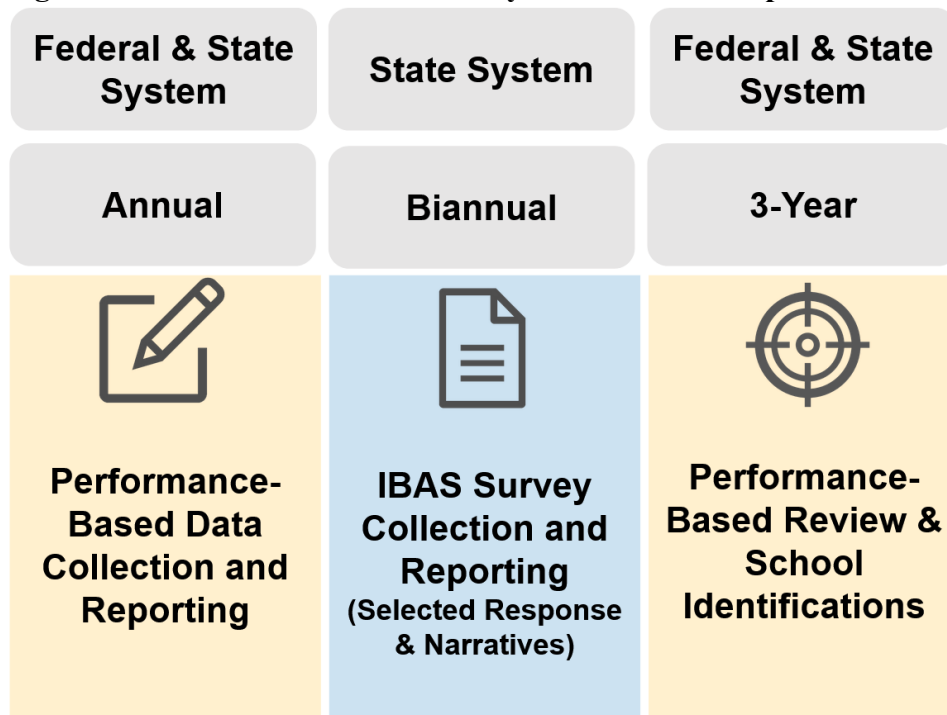 Federal & State
System
State System
Federal & State
System
Annual
Biannual
3-Year
Performance-
Based Data
Collection and
Reporting
IBAS Survey
Collection and
Reporting
(Selected Response
& Narratives)
Performance-
Based Review &
School
Identifications